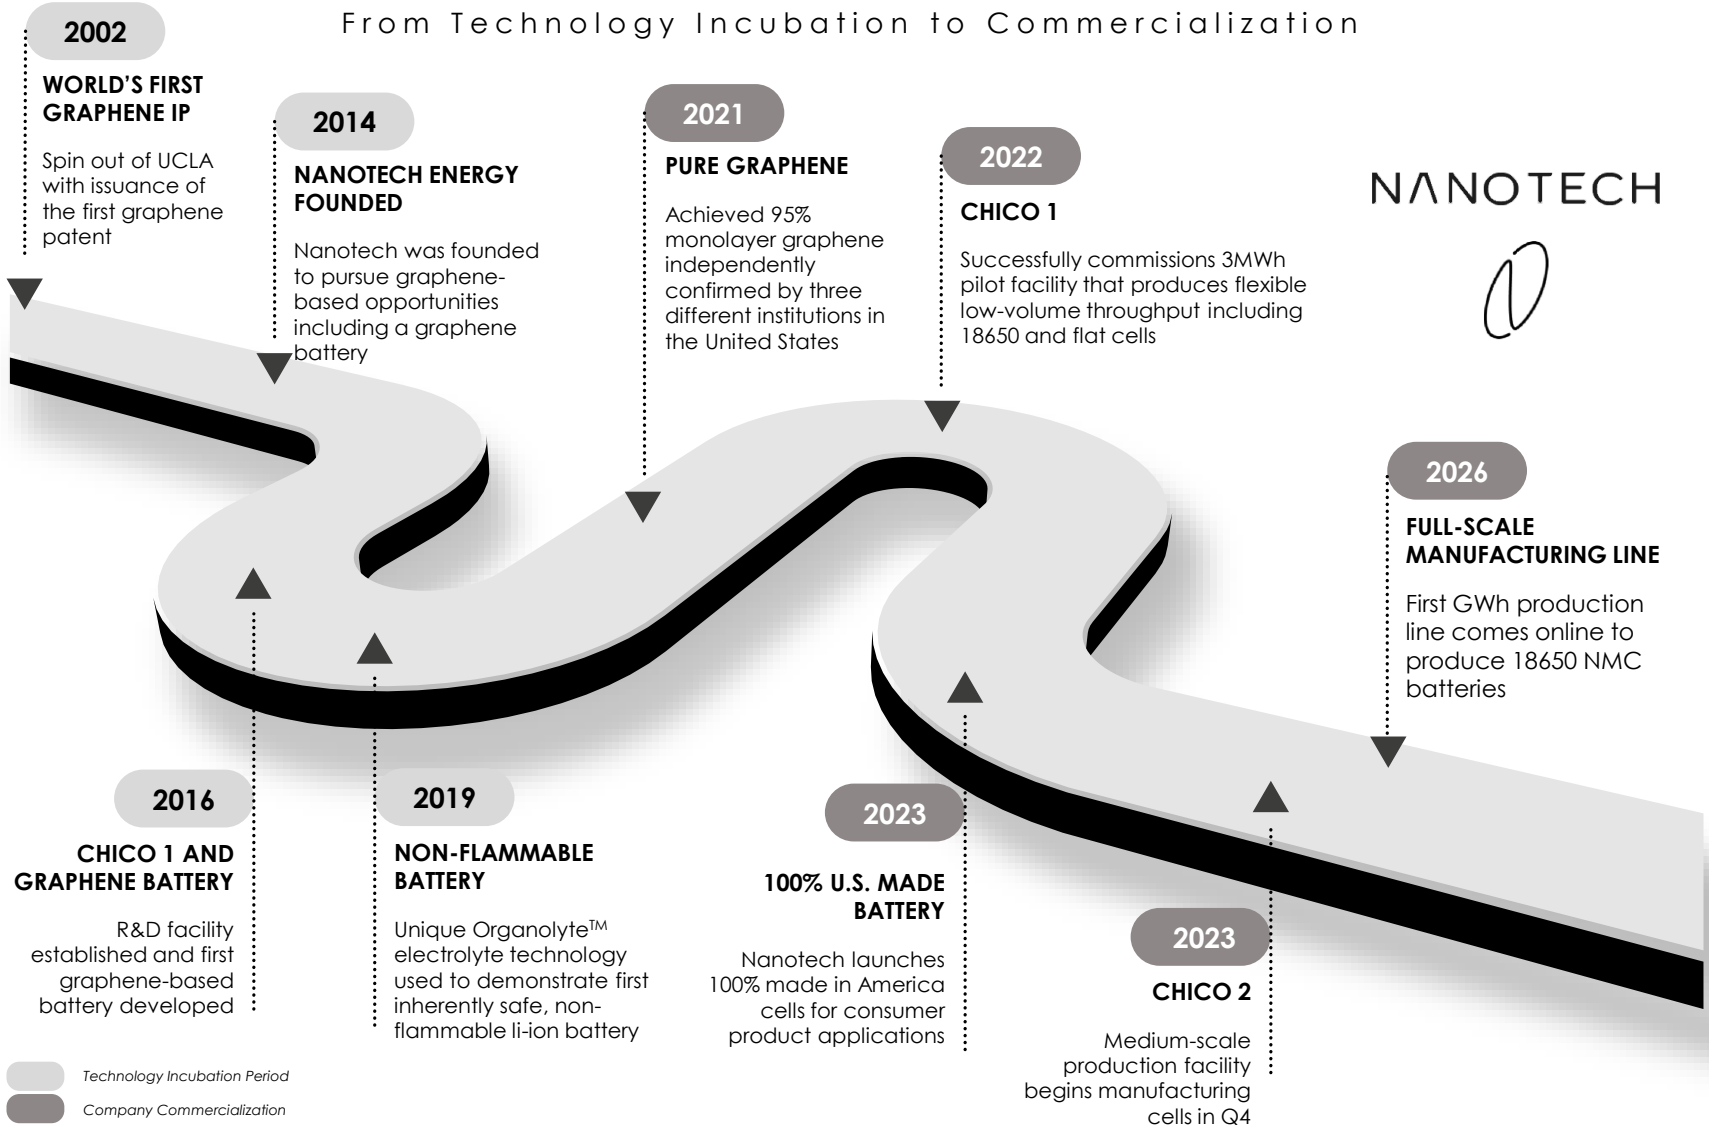 From Technology Incubation to Commercialization
2002
WORLD’S FIRST
GRAPHENE IP
Spin out of UCLA
with issuance of
the first graphene
patent
2014
NANOTECH ENERGY
FOUNDED
Nanotech was founded
to pursue graphene-
based opportunities
including a graphene
battery
2021
PURE GRAPHENE
Achieved 95%
monolayer graphene
independently
confirmed by three
different institutions in
the United States
2022
CHICO 1
Successfully commissions 3MWh
pilot facility that produces flexible
low-volume throughput including
18650 and flat cells
NANOTECH
2026
FULL-SCALE
MANUFACTURING LINE
First GWh production
line comes online to
produce 18650 NMC
batteries
2016
CHICO 1 AND
GRAPHENE BATTERY
R&D facility
established and first
graphene-based
battery developed
2019
NON-FLAMMABLE
BATTERY
Unique Organolyte™
electrolyte technology
used to demonstrate first
inherently safe, non-
flammable li-ion battery
2023
100% U.S. MADE
BATTERY
Nanotech launches
100% made in America
cells for consumer
product applications
2023
CHICO 2
Medium-scale
production facility
begins manufacturing
cells in Q4
Technology Incubation Period
Company Commercialization